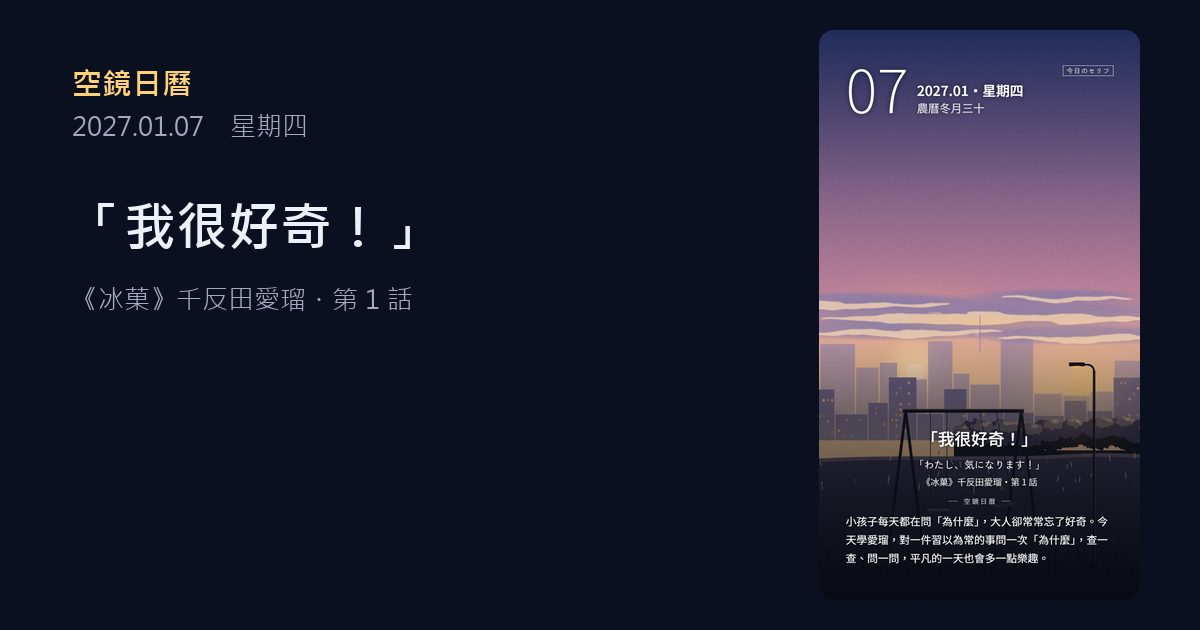 空鏡日曆
2027.01.07 星期四
「我很好奇！」
《冰菓》千反田愛瑠・第 1 話
今日のセリフ
07
2027.01・星期四
農曆冬月三十
「我很好奇！」
「わたし、気になります！」
《冰菓》千反田愛瑠・第 1 話
空鏡日曆
小孩子每天都在問「為什麼」，大人卻常常忘了好奇。今
天學愛瑠，對一件習以為常的事問一次「為什麼」，查一
查、問一問，平凡的一天也會多一點樂趣。